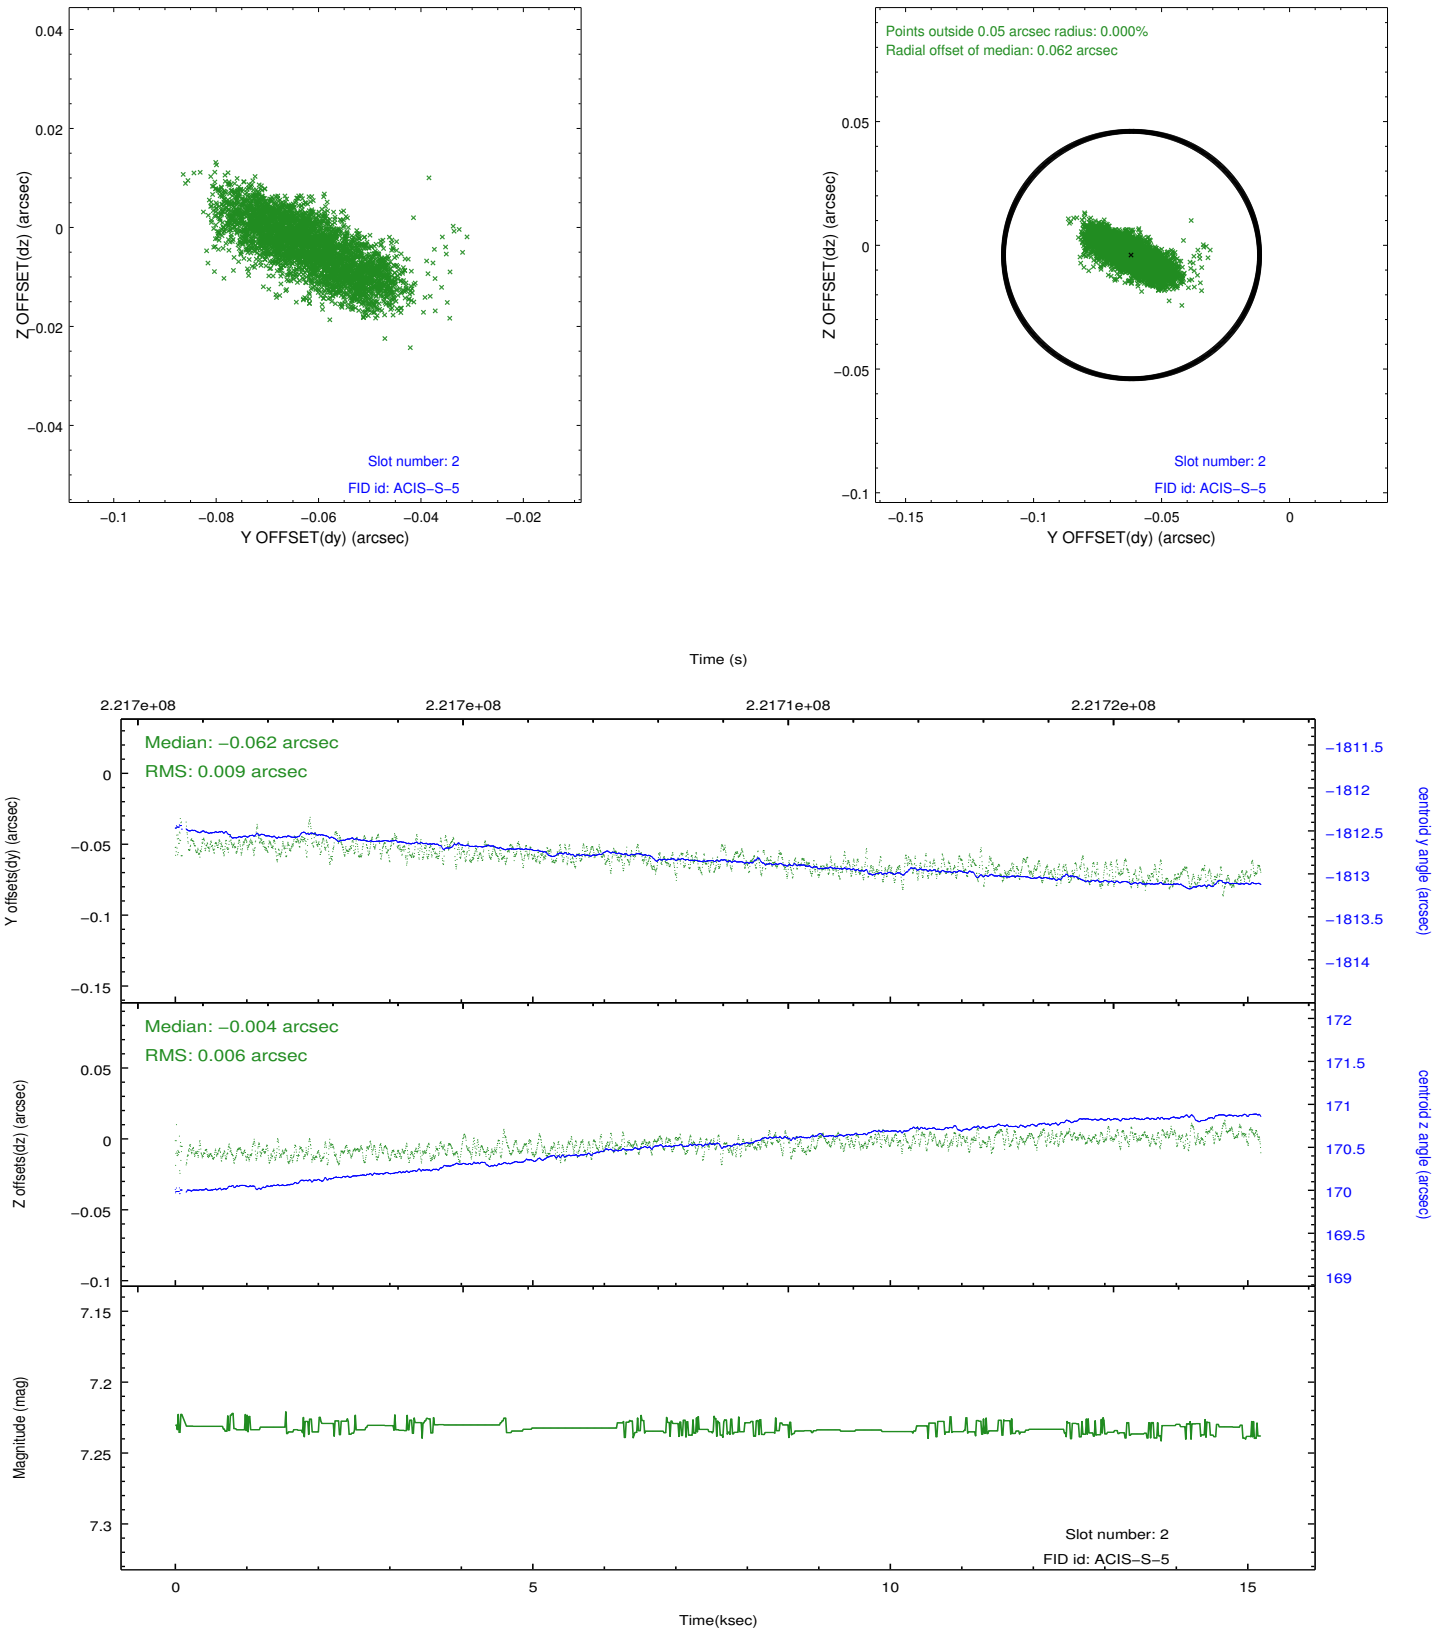 0.04
0.02
0
−0.02
−0.04
Z OFFSET(dz) (arcsec)
Slot number: 2
FID id: ACIS−S−5
−0.1
−0.08
−0.06
−0.04
−0.02
Y OFFSET(dy) (arcsec)
Points outside 0.05 arcsec radius: 0.000%
Radial offset of median: 0.062 arcsec
0.05
0
−0.05
−0.1
Z OFFSET(dz) (arcsec)
Slot number: 2
FID id: ACIS−S−5
−0.15
−0.1
−0.05
0
Y OFFSET(dy) (arcsec)
Time (s)
2.217e+08
2.217e+08
2.2171e+08
2.2172e+08
Median: −0.062 arcsec
RMS: 0.009 arcsec
0
−0.05
−0.1
−0.15
Y offsets(dy) (arcsec)
−1811.5
−1812
−1812.5
−1813
−1813.5
−1814
centroid y angle (arcsec)
Median: −0.004 arcsec
RMS: 0.006 arcsec
0.05
0
−0.05
−0.1
Z offsets(dz) (arcsec)
172
171.5
171
170.5
170
169.5
169
centroid z angle (arcsec)
7.15
7.2
7.25
7.3
Magnitude (mag)
Slot number: 2
FID id: ACIS−S−5
0
5
10
15
Time(ksec)